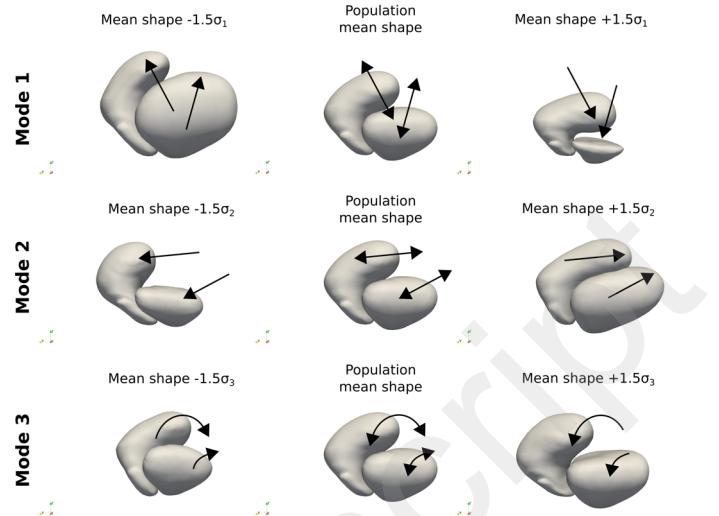 Mean shape -1.5σ₁
Population
mean shape
Mean shape +1.5σ₁
Mode 1
Mean shape -1.5σ₂
Population
mean shape
Mean shape +1.5σ₂
Mode 2
Mean shape -1.5σ₃
Population
mean shape
Mean shape +1.5σ₃
Mode 3
cript